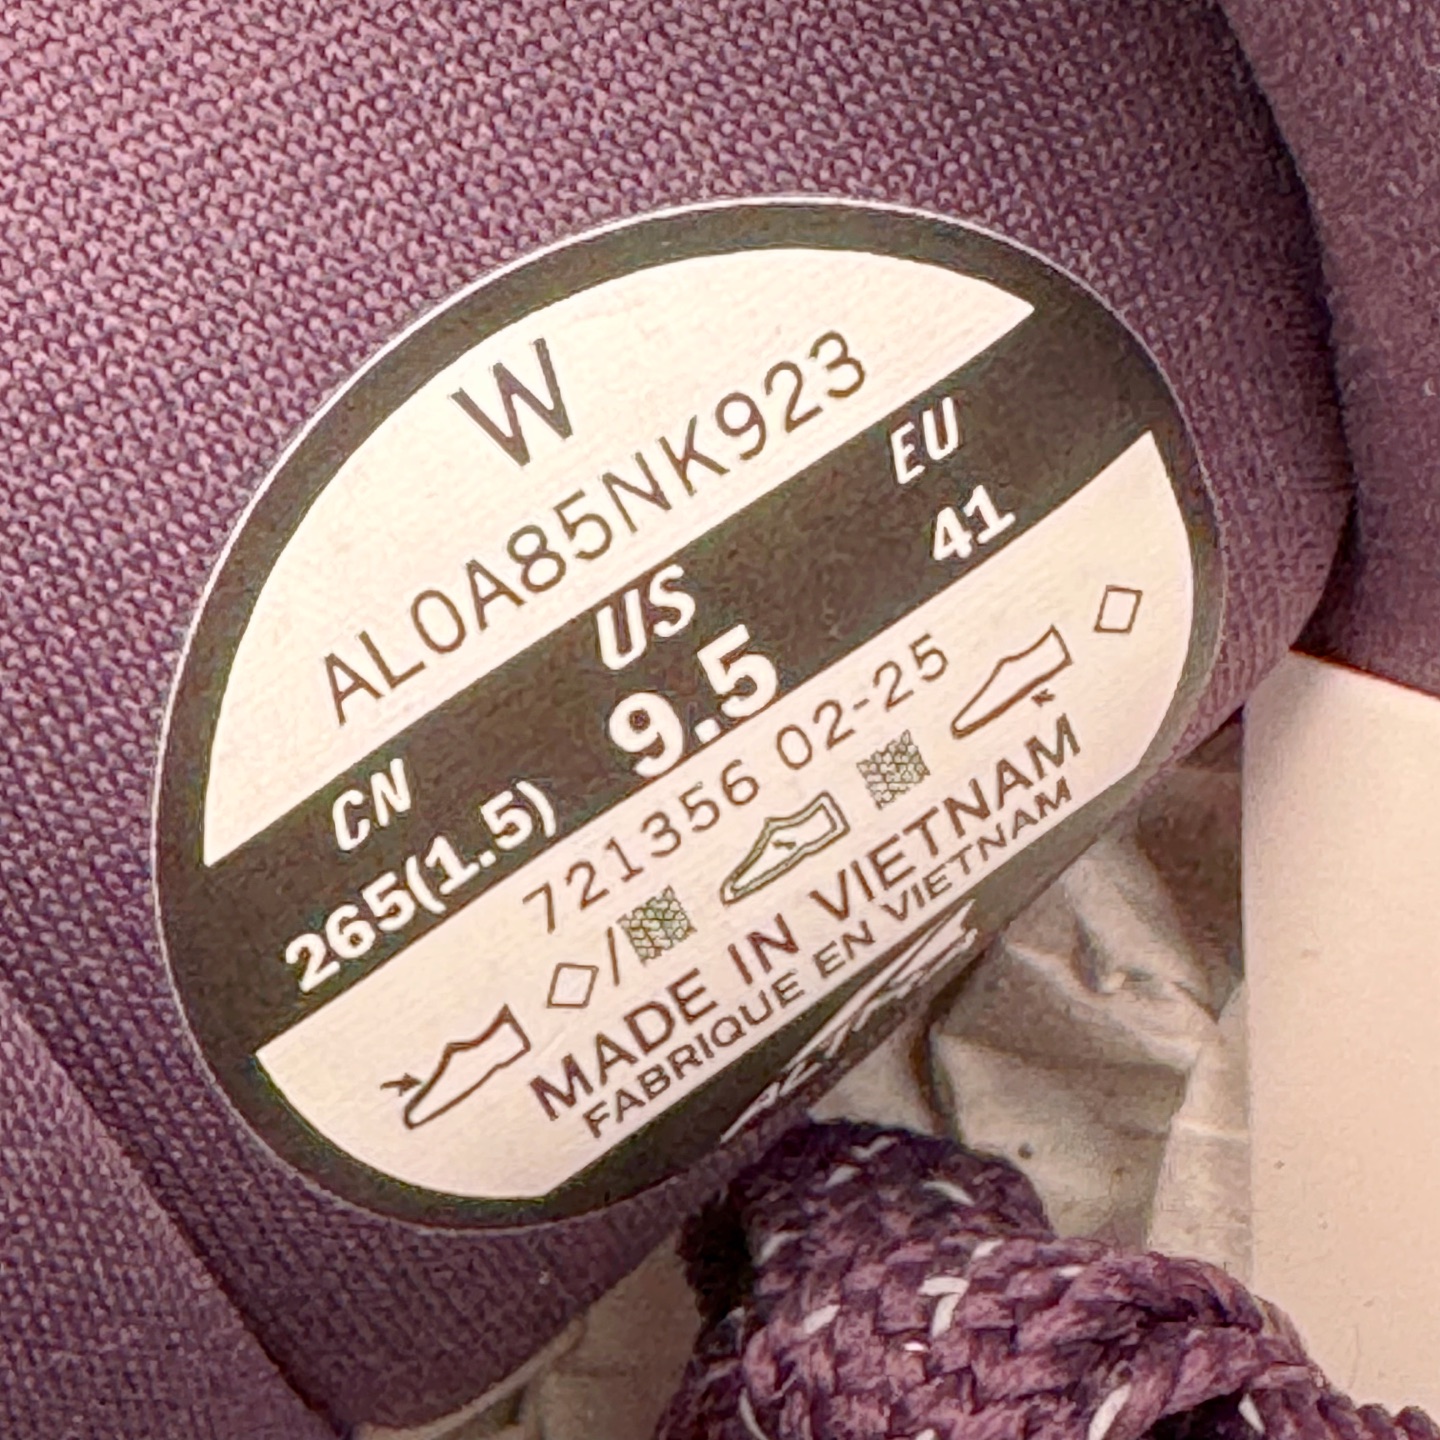 W
AL0A85NK923
CN US EU
265(1.5) 9.5 41
721356 02-25
MADE IN VIETNAM
FABRIQUE EN VIETNAM